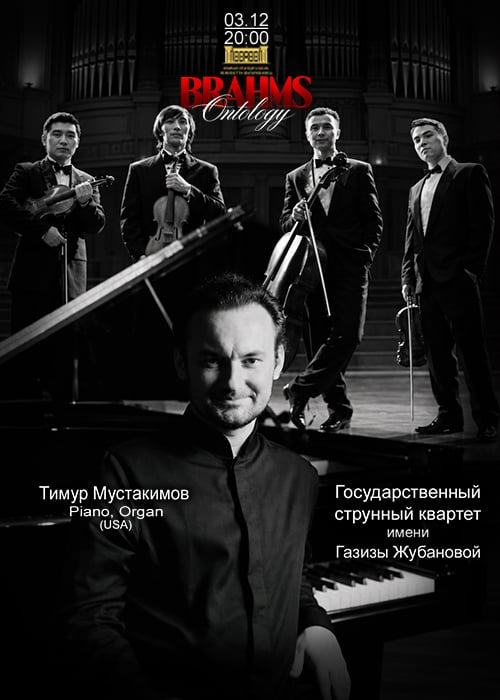 03.12
20:00
BRAHMS
Ontology
Тимур Мустакимов
Piano, Organ
(USA)
Государственный
струнный квартет
имени
Газизы Жубановой